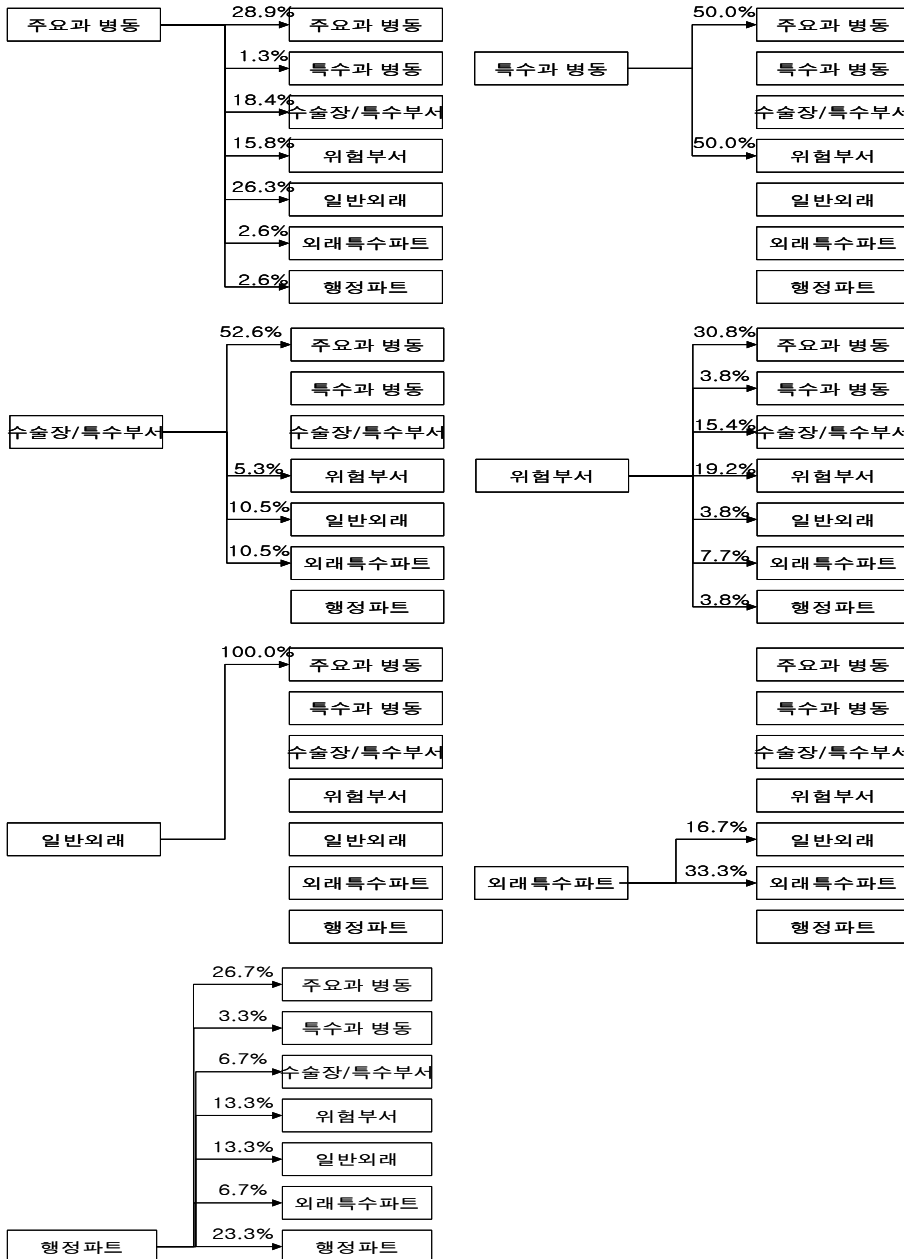 주요과 병동
28.9%
주요과 병동
1.3%
특수과 병동
18.4%
수술장/특수부서
15.8%
위험부서
26.3%
일반외래
2.6%
외래특수파트
2.6%
행정파트
특수과 병동
50.0%
주요과 병동
특수과 병동
수술장/특수부서
50.0%
위험부서
일반외래
외래특수파트
행정파트
수술장/특수부서
52.6%
주요과 병동
특수과 병동
수술장/특수부서
5.3%
위험부서
10.5%
일반외래
10.5%
외래특수파트
행정파트
위험부서
30.8%
주요과 병동
3.8%
특수과 병동
15.4%
수술장/특수부서
19.2%
위험부서
3.8%
일반외래
7.7%
외래특수파트
3.8%
행정파트
일반외래
100.0%
주요과 병동
특수과 병동
수술장/특수부서
위험부서
일반외래
외래특수파트
행정파트
외래특수파트
주요과 병동
특수과 병동
수술장/특수부서
위험부서
16.7%
일반외래
33.3%
외래특수파트
행정파트
행정파트
26.7%
주요과 병동
3.3%
특수과 병동
6.7%
수술장/특수부서
13.3%
위험부서
13.3%
일반외래
6.7%
외래특수파트
23.3%
행정파트